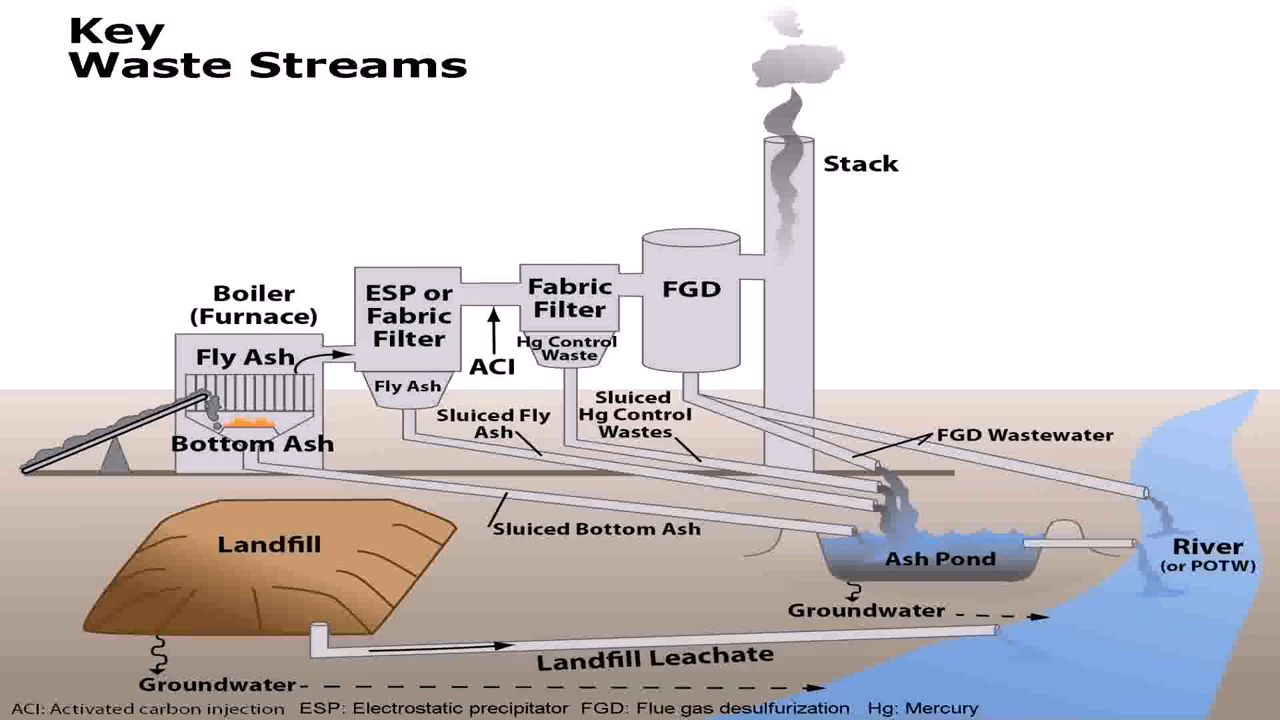 Key
Waste Streams
Stack
Boiler
(Furnace)
Fly Ash
Bottom Ash
ESP or
Fabric
Filter
Fly Ash
ACI
Fabric
Filter
Hg Control
Waste
FGD
Sluiced Fly
Ash
Sluiced
Hg Control
Wastes
FGD Wastewater
Sluiced Bottom Ash
Landfill
Ash Pond
River
(or POTW)
Groundwater
Landfill Leachate
Groundwater
ACI: Activated carbon injection ESP: Electrostatic precipitator FGD: Flue gas desulfurization Hg: Mercury